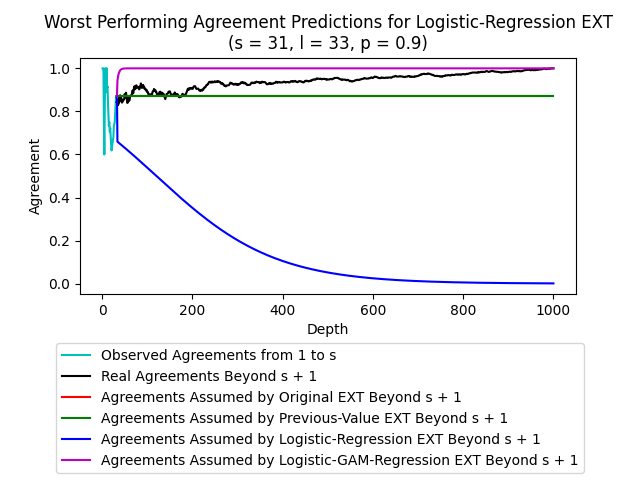 Worst Performing Agreement Predictions for Logistic-Regression EXT
(s = 31, l = 33, p = 0.9)
1.0
0.8
0.6
0.4
0.2
0.0
Agreement
0 200 400 600 800 1000
Depth
Observed Agreements from 1 to s
Real Agreements Beyond s + 1
Agreements Assumed by Original EXT Beyond s + 1
Agreements Assumed by Previous-Value EXT Beyond s + 1
Agreements Assumed by Logistic-Regression EXT Beyond s + 1
Agreements Assumed by Logistic-GAM-Regression EXT Beyond s + 1